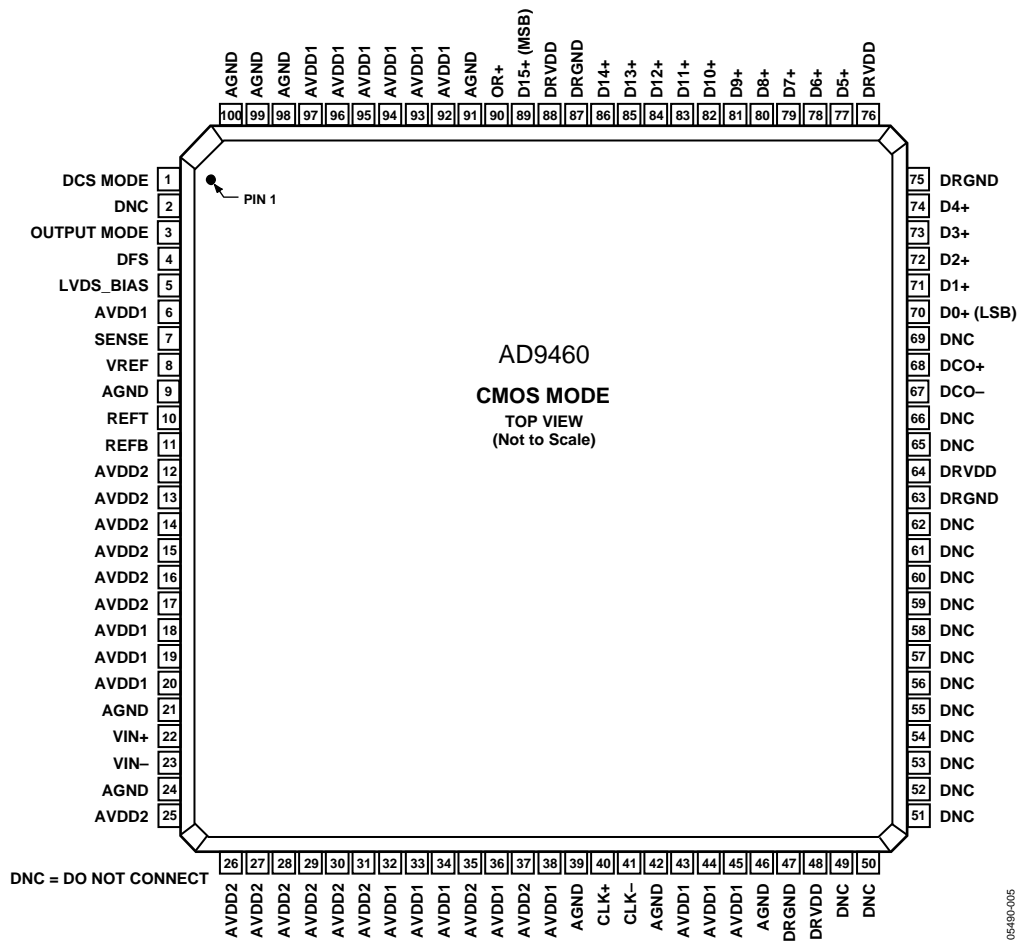 AGND
AGND
AGND
AVDD1
AVDD1
AVDD1
AVDD1
AVDD1
AVDD1
AGND
OR+
D15+ (MSB)
DRVDD
DRGND
D14+
D13+
D12+
D11+
D10+
D9+
D8+
D7+
D6+
D5+
DRVDD
100 99 98 97 96 95 94 93 92 91 90 89 88 87 86 85 84 83 82 81 80 79 78 77 76
DCS MODE 1
DNC 2
OUTPUT MODE 3
DFS 4
LVDS_BIAS 5
AVDD1 6
SENSE 7
VREF 8
AGND 9
REFT 10
REFB 11
AVDD2 12
AVDD2 13
AVDD2 14
AVDD2 15
AVDD2 16
AVDD2 17
AVDD1 18
AVDD1 19
AVDD1 20
AGND 21
VIN+ 22
VIN– 23
AGND 24
AVDD2 25
PIN 1
AD9460
CMOS MODE
TOP VIEW
(Not to Scale)
75 DRGND
74 D4+
73 D3+
72 D2+
71 D1+
70 D0+ (LSB)
69 DNC
68 DCO+
67 DCO–
66 DNC
65 DNC
64 DRVDD
63 DRGND
62 DNC
61 DNC
60 DNC
59 DNC
58 DNC
57 DNC
56 DNC
55 DNC
54 DNC
53 DNC
52 DNC
51 DNC
26 27 28 29 30 31 32 33 34 35 36 37 38 39 40 41 42 43 44 45 46 47 48 49 50
AVDD2
AVDD2
AVDD2
AVDD2
AVDD2
AVDD2
AVDD1
AVDD1
AVDD1
AVDD2
AVDD1
AVDD2
AVDD1
AGND
CLK+
CLK–
AGND
AVDD1
AVDD1
AVDD1
AGND
DRGND
DRVDD
DNC
DNC
DNC = DO NOT CONNECT
05490-005